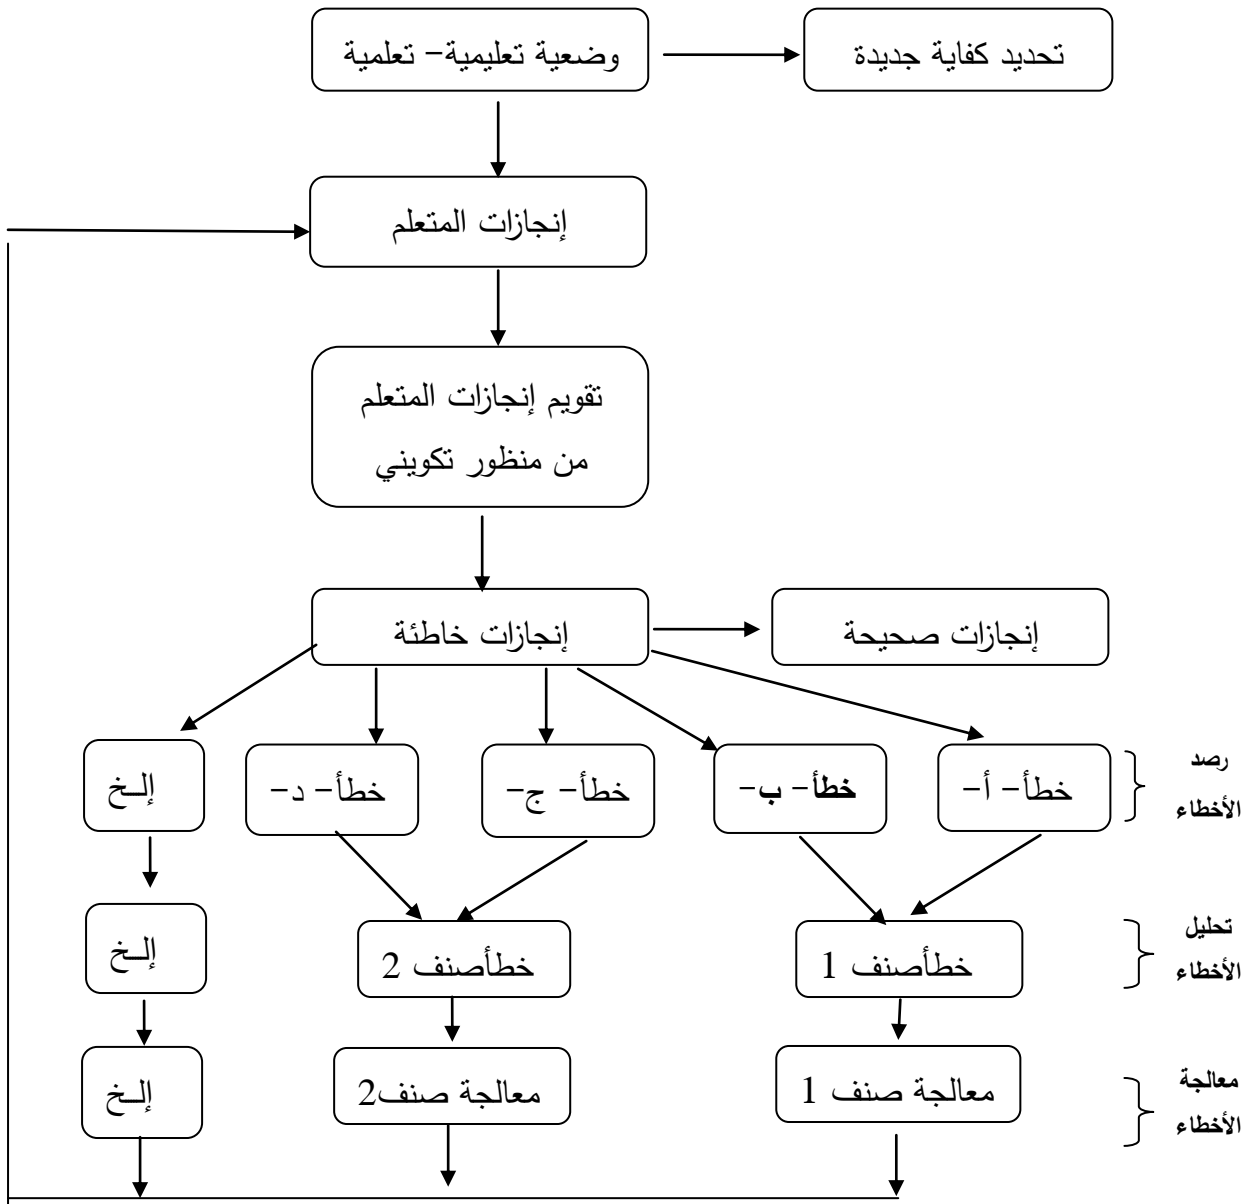 تحديد كفاية جديدة
وضعية تعليمية- تعلمية
إنجازات المتعلم
تقويم إنجازات المتعلم
من منظور تكويني
إنجازات صحيحة
إنجازات خاطئة
رصد
الأخطاء
خطأ- أ-
خطأ- ب-
خطأ- ج-
خطأ- د-
إلـخ
تحليل
الأخطاء
خطأصنف 1
خطأصنف 2
إلـخ
معالجة
الأخطاء
معالجة صنف 1
معالجة صنف2
إلـخ